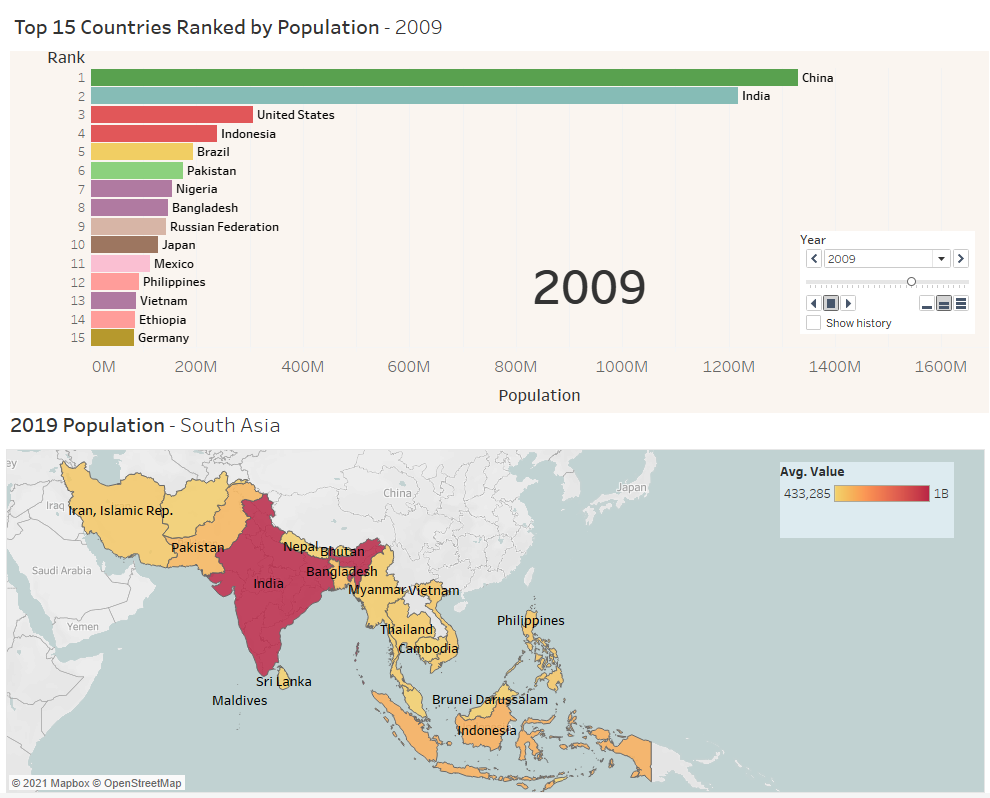 Top 15 Countries Ranked by Population - 2009
Rank
1 China
2 India
3 United States
4 Indonesia
5 Brazil
6 Pakistan
7 Nigeria
8 Bangladesh
9 Russian Federation
10 Japan
11 Mexico
12 Philippines
13 Vietnam
14 Ethiopia
15 Germany
2009
Year
2009
Show history
0M 200M 400M 600M 800M 1000M 1200M 1400M 1600M
Population
2019 Population - South Asia
Avg. Value
433,285 1B
ey
Japan
China
Iraq
Iran, Islamic Rep.
Pakistan
Nepal
Bhutan
Saudi Arabia
Bangladesh
India
Myanmar
Vietnam
Yemen
Thailand
Philippines
Cambodia
Sri Lanka
Maldives
Brunei Darussalam
Indonesia
© 2021 Mapbox © OpenStreetMap